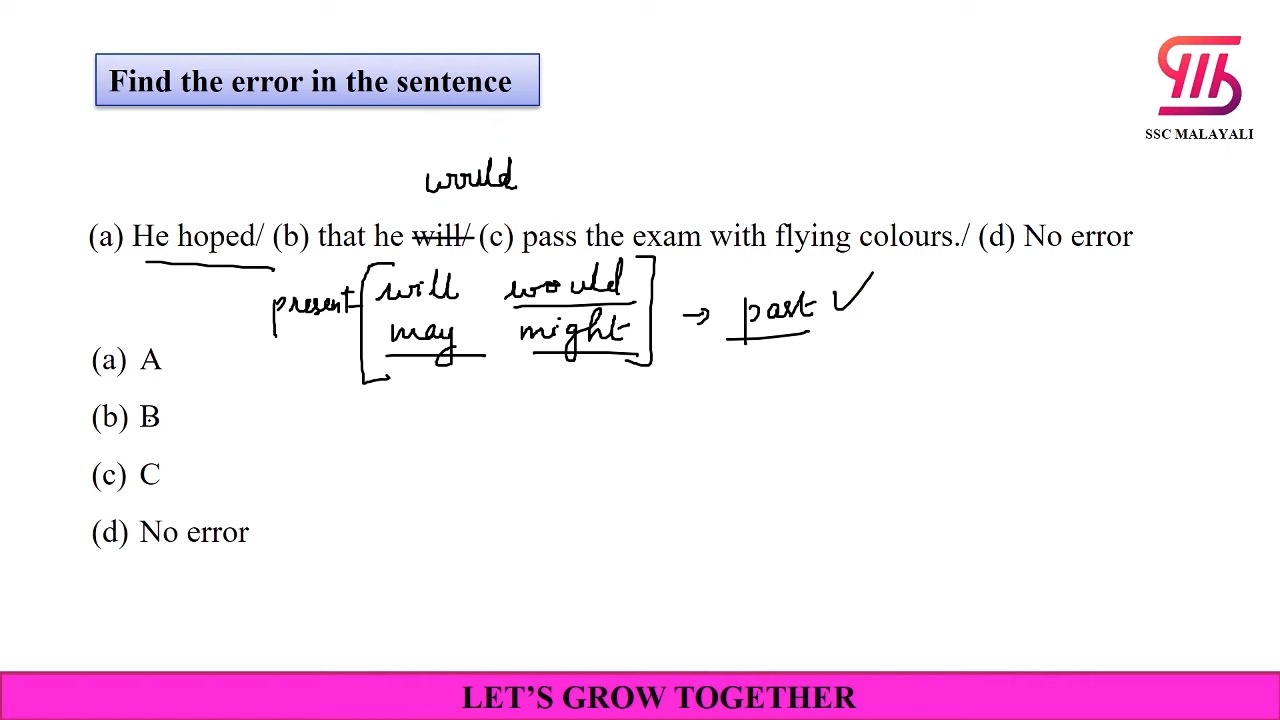 Find the error in the sentence
SSC MALAYALI
would
(a) He hoped/ (b) that he will/ (c) pass the exam with flying colours./ (d) No error
present will would → past ✓
may might
(a) A
(b) B
(c) C
(d) No error
LET'S GROW TOGETHER